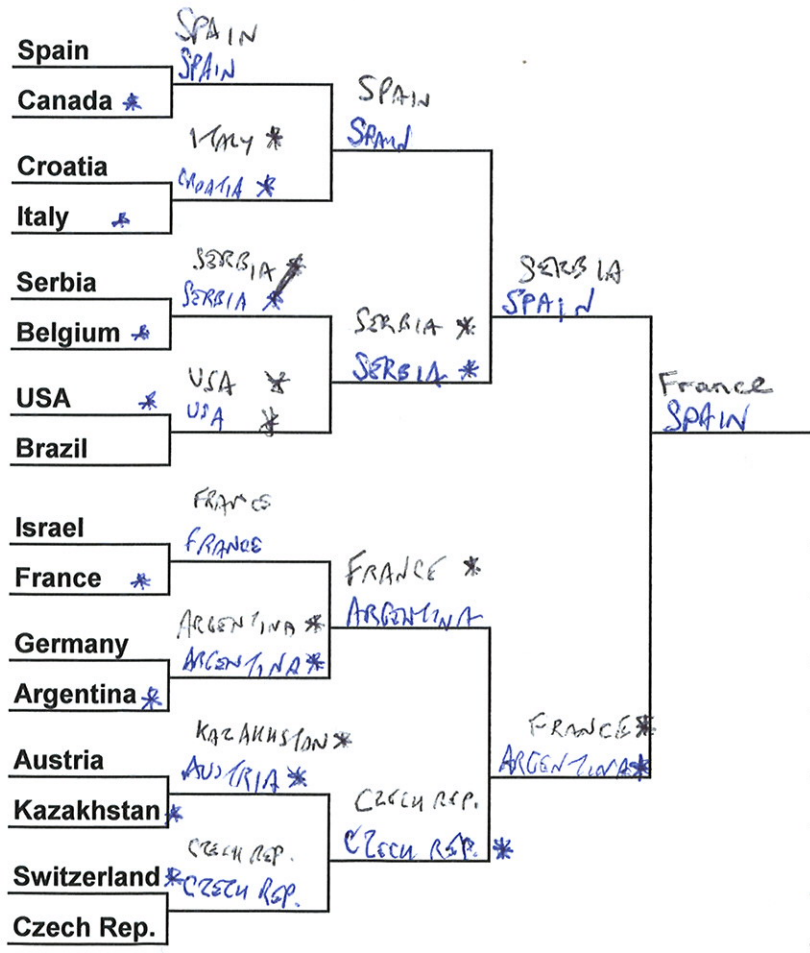 Spain
Canada *
Croatia
Italy *
Serbia
Belgium *
USA *
Brazil
Israel
France *
Germany
Argentina *
Austria
Kazakhstan *
Switzerland *
Czech Rep.
SPAIN
SPAIN
ITALY *
CROATIA *
SERBIA *
SERBIA *
USA *
USA *
FRANCE
FRANCE
ARGENTINA *
ARGENTINA *
KAZAKHSTAN *
AUSTRIA *
CZECH REP.
CZECH REP.
SPAIN
SPAIN
SERBIA *
SERBIA *
FRANCE *
ARGENTINA
CZECH REP.
CZECH REP. *
SERBIA
SPAIN
FRANCE *
ARGENTINA *
France
SPAIN